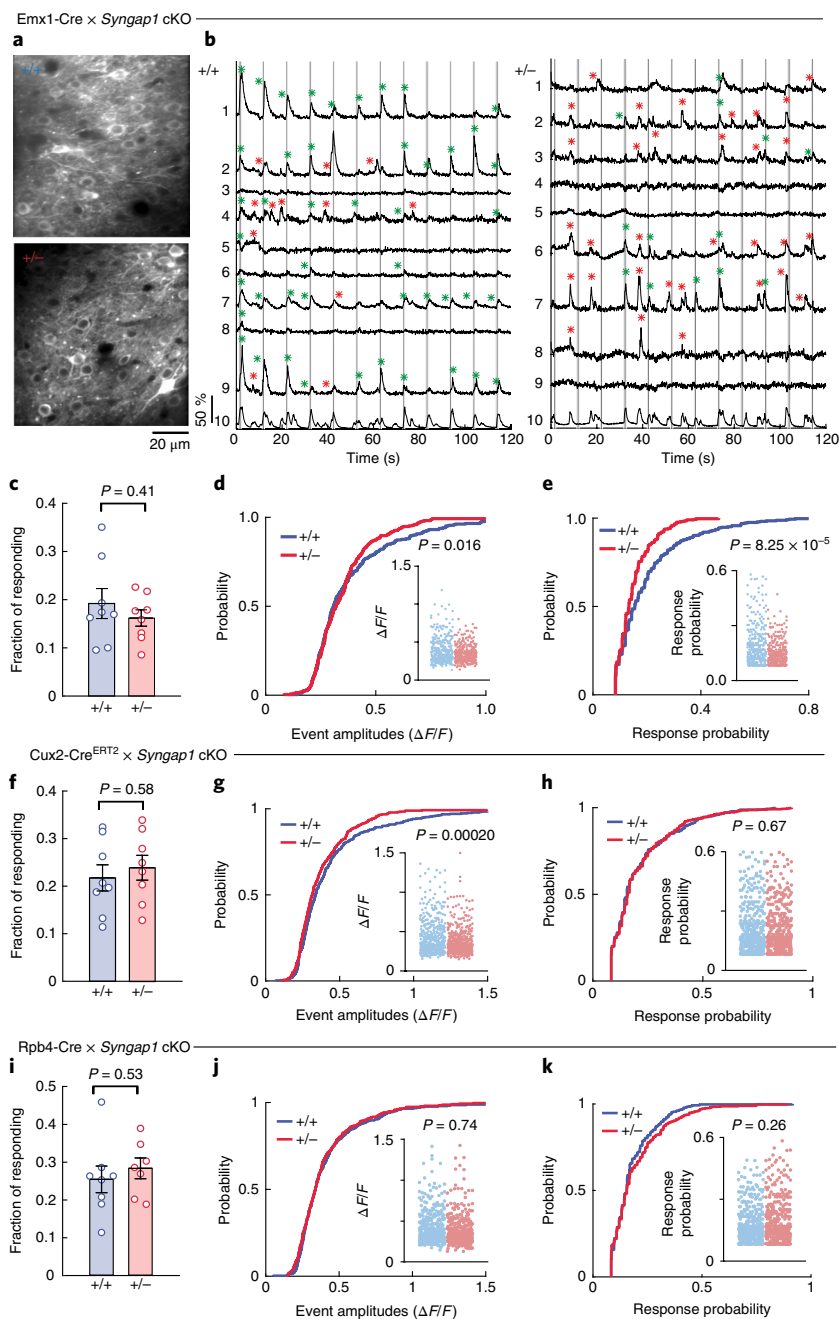 Emx1-Cre × Syngap1 cKO
a
b
+/+
+/–
+/+
+/–
1
2
3
4
5
6
7
8
9
10
50 %
0 20 40 60 80 100 120
Time (s)
1
2
3
4
5
6
7
8
9
10
0 20 40 60 80 100 120
Time (s)
20 µm
c
P = 0.41
Fraction of responding
0.4
0.3
0.2
0.1
0
+/+ +/–
d
+/+
+/–
P = 0.016
Probability
1.0
0.5
0
0 0.5 1.0
Event amplitudes (ΔF/F)
ΔF/F
1.5
0
e
+/+
+/–
P = 8.25 × 10⁻⁵
Probability
1.0
0.5
0
0 0.4 0.8
Response probability
Response
probability
0.6
0.0
Cux2-CreERT2 × Syngap1 cKO
f
P = 0.58
Fraction of responding
0.4
0.3
0.2
0.1
0
+/+ +/–
g
+/+
+/–
P = 0.00020
Probability
1
0.5
0
0 0.5 1 1.5
Event amplitudes (ΔF/F)
ΔF/F
1.5
0
h
+/+
+/–
P = 0.67
Probability
1
0.5
0
0 0.5 1
Response probability
Response
probability
0.6
0
Rpb4-Cre × Syngap1 cKO
i
P = 0.53
Fraction of responding
0.5
0.4
0.3
0.2
0.1
0
+/+ +/–
j
+/+
+/–
P = 0.74
Probability
1
0.5
0
0 0.5 1.0 1.5
Event amplitudes (ΔF/F)
ΔF/F
1.5
0
k
+/+
+/–
P = 0.26
Probability
1
0.5
0
0 0.5 1
Response probability
Response
probability
0.6
0